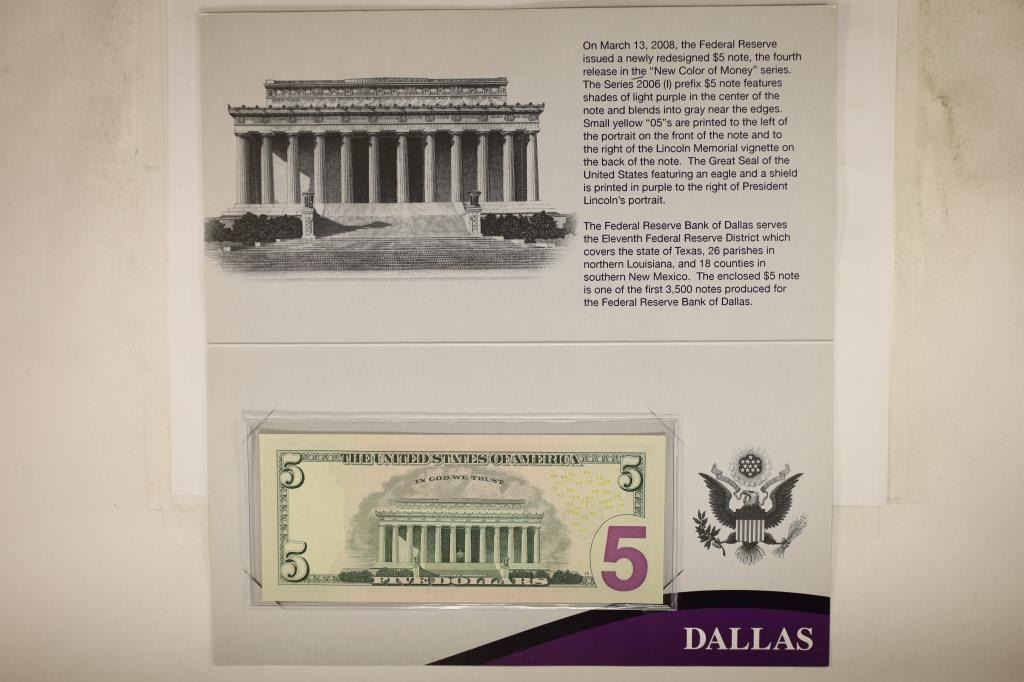 On March 13, 2008, the Federal Reserve
issued a newly redesigned $5 note, the fourth
release in the “New Color of Money” series.
The Series 2006 (I) prefix $5 note features
shades of light purple in the center of the
note and blends into gray near the edges.
Small yellow “05”s are printed to the left of
the portrait on the front of the note and to
the right of the Lincoln Memorial vignette on
the back of the note.  The Great Seal of the
United States featuring an eagle and a shield
is printed in purple to the right of President
Lincoln’s portrait.
The Federal Reserve Bank of Dallas serves
the Eleventh Federal Reserve District which
covers the state of Texas, 26 parishes in
northern Louisiana, and 18 counties in
southern New Mexico.  The enclosed $5 note
is one of the first 3,500 notes produced for
the Federal Reserve Bank of Dallas.
5 THE UNITED STATES OF AMERICA 5
IN GOD WE TRUST
5 FIVE DOLLARS 5
DALLAS